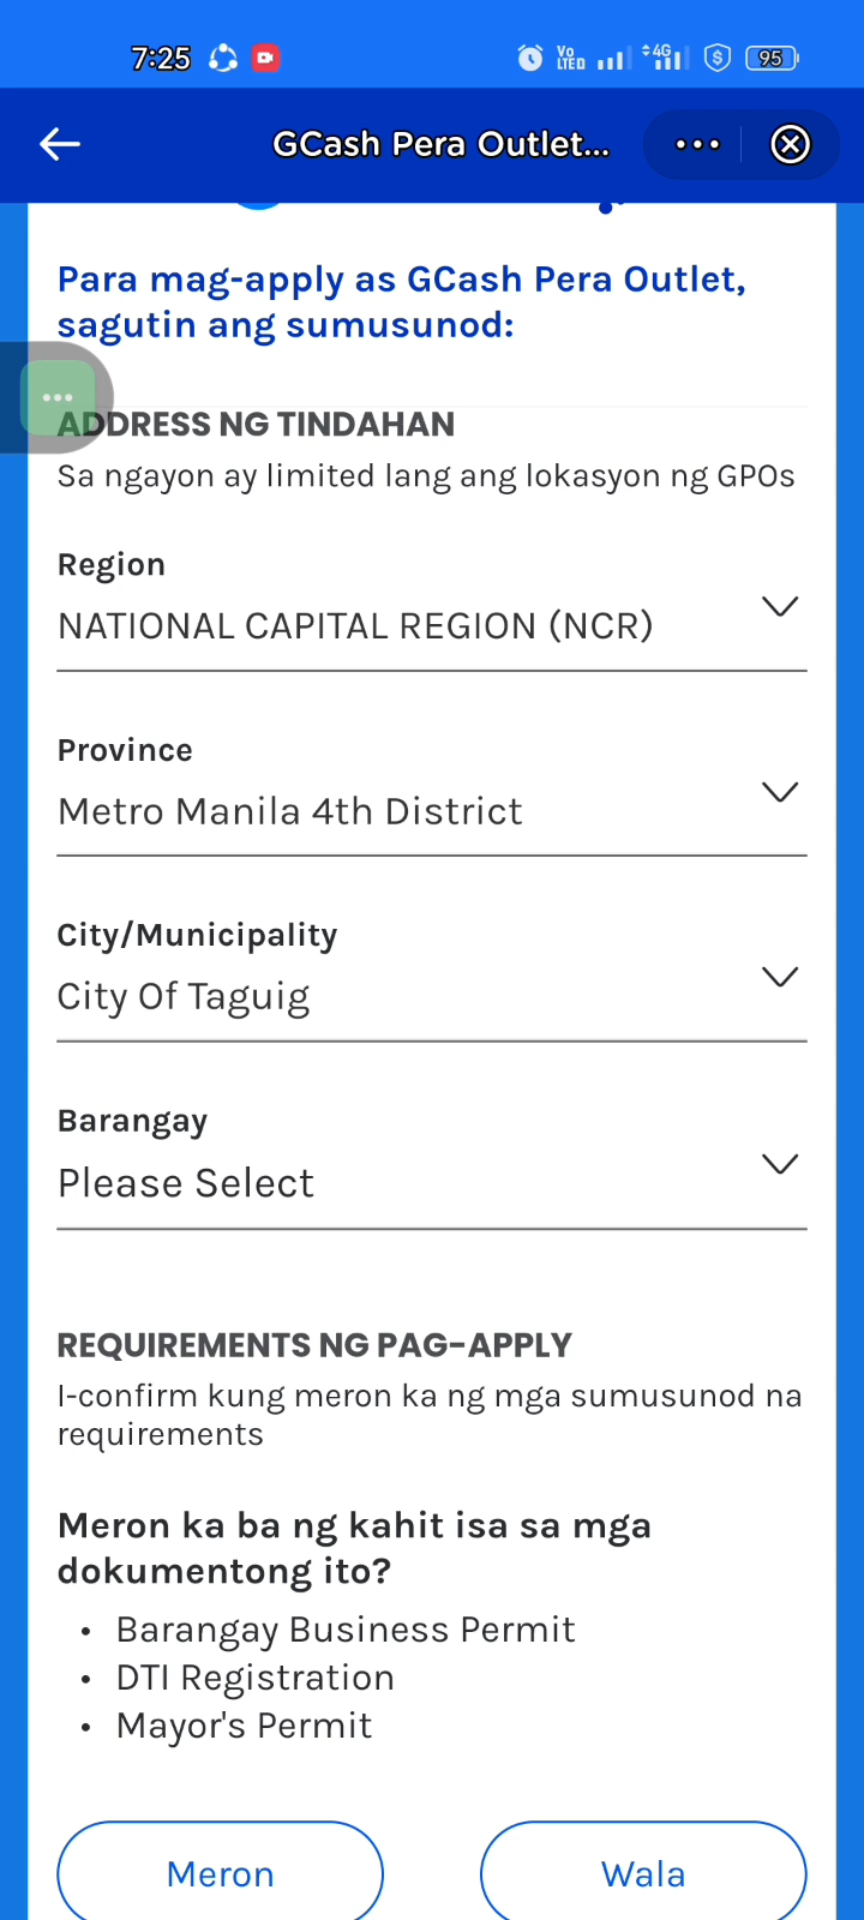 7:25
Vo LTED
4G
95
GCash Pera Outlet...
Para mag-apply as GCash Pera Outlet,
sagutin ang sumusunod:
ADDRESS NG TINDAHAN
Sa ngayon ay limited lang ang lokasyon ng GPOs
Region
NATIONAL CAPITAL REGION (NCR)
Province
Metro Manila 4th District
City/Municipality
City Of Taguig
Barangay
Please Select
REQUIREMENTS NG PAG-APPLY
I-confirm kung meron ka ng mga sumusunod na
requirements
Meron ka ba ng kahit isa sa mga
dokumentong ito?
• Barangay Business Permit
• DTI Registration
• Mayor's Permit
Meron
Wala